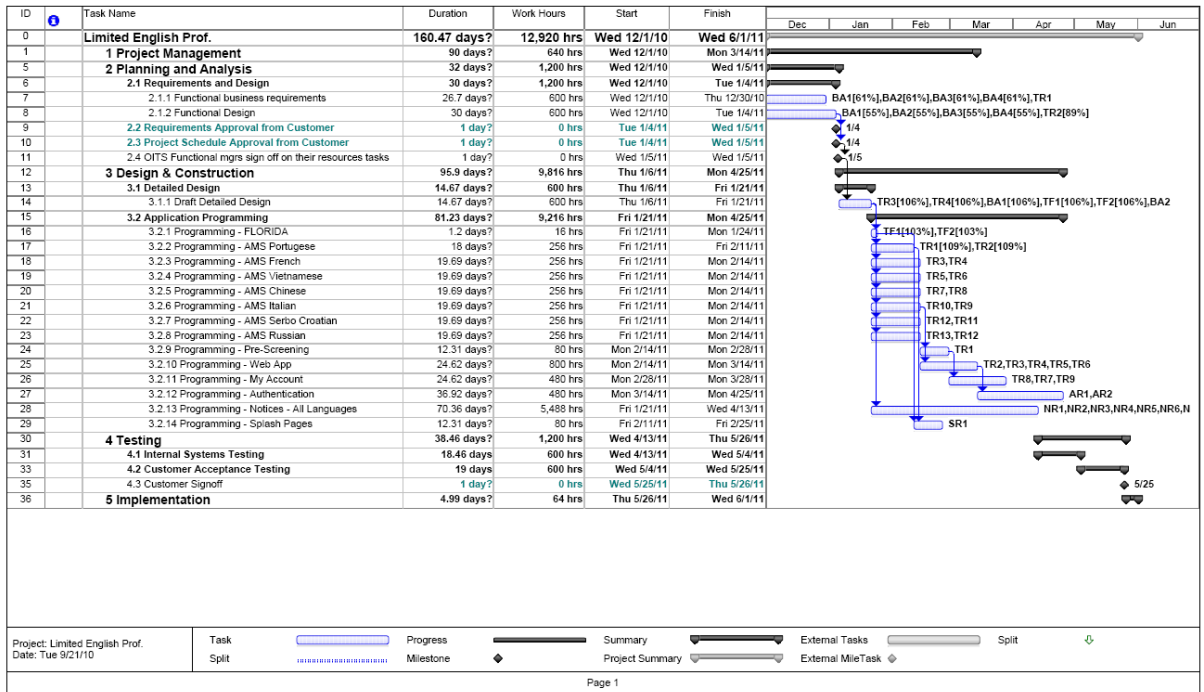 ID Task Name Duration Work Hours Start Finish
Dec Jan Feb Mar Apr May Jun
0 Limited English Prof. 160.47 days? 12,920 hrs Wed 12/1/10 Wed 6/1/11
1 1 Project Management 90 days? 640 hrs Wed 12/1/10 Mon 3/14/11
5 2 Planning and Analysis 32 days? 1,200 hrs Wed 12/1/10 Wed 1/5/11
6 2.1 Requirements and Design 30 days? 1,200 hrs Wed 12/1/10 Tue 1/4/11
7 2.1.1 Functional business requirements 26.7 days? 600 hrs Wed 12/1/10 Thu 12/30/10 BA1[61%],BA2[61%],BA3[61%],BA4[61%],TR1
8 2.1.2 Functional Design 30 days? 600 hrs Wed 12/1/10 Tue 1/4/11 BA1[55%],BA2[55%],BA3[55%],BA4[55%],TR2[89%]
9 2.2 Requirements Approval from Customer 1 day? 0 hrs Tue 1/4/11 Wed 1/5/11 1/4
10 2.3 Project Schedule Approval from Customer 1 day? 0 hrs Tue 1/4/11 Wed 1/5/11 1/4
11 2.4 OITS Functional mgrs sign off on their resources tasks 1 day? 0 hrs Wed 1/5/11 Wed 1/5/11 1/5
12 3 Design & Construction 95.9 days? 9,816 hrs Thu 1/6/11 Mon 4/25/11
13 3.1 Detailed Design 14.67 days? 600 hrs Thu 1/6/11 Fri 1/21/11
14 3.1.1 Draft Detailed Design 14.67 days? 600 hrs Thu 1/6/11 Fri 1/21/11 TR3[106%],TR4[106%],BA1[106%],TF1[106%],TF2[106%],BA2
15 3.2 Application Programming 81.23 days? 9,216 hrs Fri 1/21/11 Mon 4/25/11
16 3.2.1 Programming - FLORIDA 1.2 days? 16 hrs Fri 1/21/11 Mon 1/24/11 TF1[103%],TF2[103%]
17 3.2.2 Programming - AMS Portugese 18 days? 256 hrs Fri 1/21/11 Fri 2/11/11 TR1[109%],TR2[109%]
18 3.2.3 Programming - AMS French 19.69 days? 256 hrs Fri 1/21/11 Mon 2/14/11 TR3,TR4
19 3.2.4 Programming - AMS Vietnamese 19.69 days? 256 hrs Fri 1/21/11 Mon 2/14/11 TR5,TR6
20 3.2.5 Programming - AMS Chinese 19.69 days? 256 hrs Fri 1/21/11 Mon 2/14/11 TR7,TR8
21 3.2.6 Programming - AMS Italian 19.69 days? 256 hrs Fri 1/21/11 Mon 2/14/11 TR10,TR9
22 3.2.7 Programming - AMS Serbo Croatian 19.69 days? 256 hrs Fri 1/21/11 Mon 2/14/11 TR12,TR11
23 3.2.8 Programming - AMS Russian 19.69 days? 256 hrs Fri 1/21/11 Mon 2/14/11 TR13,TR12
24 3.2.9 Programming - Pre-Screening 12.31 days? 80 hrs Mon 2/14/11 Mon 2/28/11 TR1
25 3.2.10 Programming - Web App 24.62 days? 800 hrs Mon 2/14/11 Mon 3/14/11 TR2,TR3,TR4,TR5,TR6
26 3.2.11 Programming - My Account 24.62 days? 480 hrs Mon 2/28/11 Mon 3/28/11 TR8,TR7,TR9
27 3.2.12 Programming - Authentication 36.92 days? 480 hrs Mon 3/14/11 Mon 4/25/11 AR1,AR2
28 3.2.13 Programming - Notices - All Languages 70.36 days? 5,488 hrs Fri 1/21/11 Wed 4/13/11 NR1,NR2,NR3,NR4,NR5,NR6,N
29 3.2.14 Programming - Splash Pages 12.31 days? 80 hrs Fri 2/11/11 Fri 2/25/11 SR1
30 4 Testing 38.46 days? 1,200 hrs Wed 4/13/11 Thu 5/26/11
31 4.1 Internal Systems Testing 18.46 days 600 hrs Wed 4/13/11 Wed 5/4/11
33 4.2 Customer Acceptance Testing 19 days 600 hrs Wed 5/4/11 Wed 5/25/11
35 4.3 Customer Signoff 1 day? 0 hrs Wed 5/25/11 Thu 5/26/11 5/25
36 5 Implementation 4.99 days? 64 hrs Thu 5/26/11 Wed 6/1/11
Project: Limited English Prof.
Date: Tue 9/21/10
Task Progress Summary External Tasks Split
Split Milestone Project Summary External MileTask
Page 1